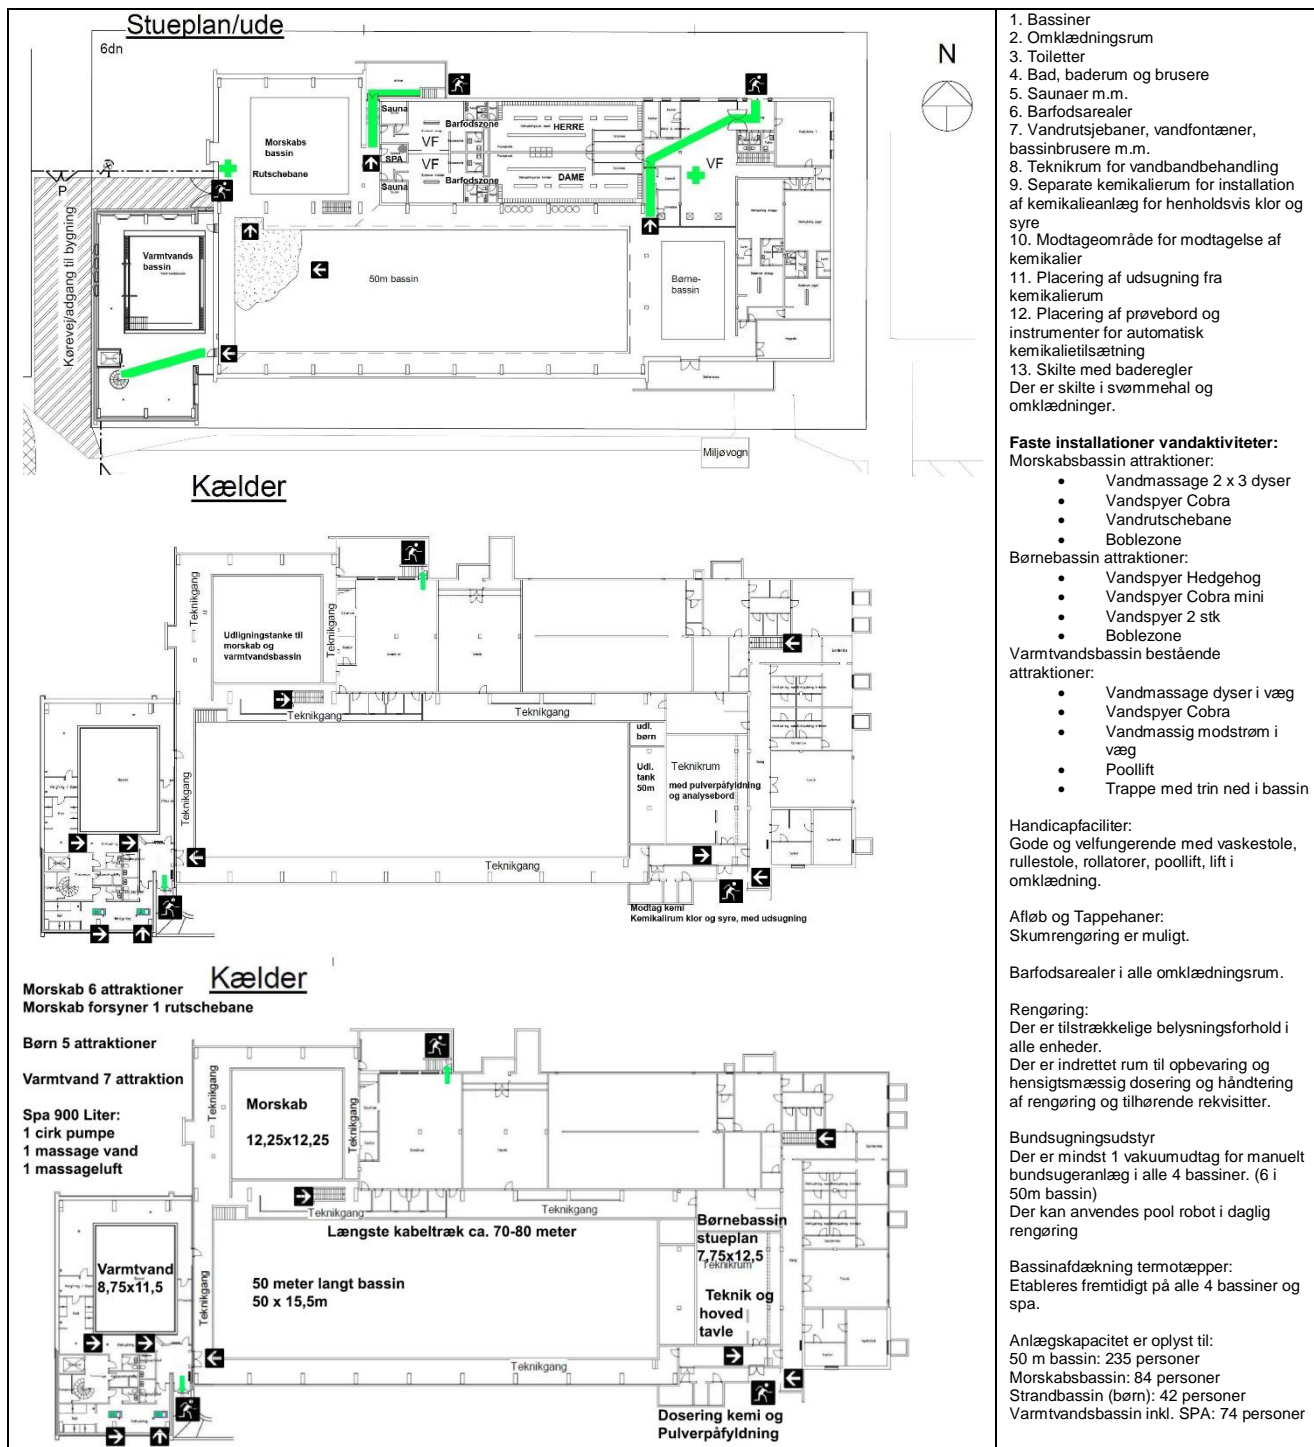 Stueplan/ude
6dn
N
Sauna
Barfodszone
HERRE
VF
Morskabs
bassin
SPA
VF
Rutschebane
VF
Sauna
Barfodszone
DAME
P
Kørevej/adgang til bygning
Varmtvands
bassin
50m bassin
Børne-
bassin
Miljøvogn
Kælder
Teknikgang
Teknikgang
Udligningstanke til
morskab og
varmtvandsbassin
Teknikgang
Teknikgang
udl.
børn
Teknikgang
Udl.
tank
50m
Teknikrum
med pulverpåfyldning
og analysebord
Teknikgang
Modtag kemi
Kemikalirum klor og syre, med udsugning
Kælder
Morskab 6 attraktioner
Morskab forsyner 1 rutschebane
Børn 5 attraktioner
Varmtvand 7 attraktion
Spa 900 Liter:
1 cirk pumpe
1 massage vand
1 massageluft
Teknikgang
Teknikgang
Morskab
12,25x12,25
Teknikgang
Teknikgang
Længste kabeltræk ca. 70-80 meter
Børnebassin
stueplan
7,75x12,5
Teknikrum
Varmtvand
8,75x11,5
Teknikgang
50 meter langt bassin
50 x 15,5m
Teknik og
hoved
tavle
Teknikgang
Dosering kemi og
Pulverpåfyldning
1. Bassiner
2. Omklædningsrum
3. Toiletter
4. Bad, baderum og brusere
5. Saunaer m.m.
6. Barfodsarealer
7. Vandrutsjebaner, vandfontæner,
bassinbrusere m.m.
8. Teknikrum for vandbandbehandling
9. Separate kemikalierum for installation
af kemikalieanlæg for henholdsvis klor og
syre
10. Modtageområde for modtagelse af
kemikalier
11. Placering af udsugning fra
kemikalierum
12. Placering af prøvebord og
instrumenter for automatisk
kemikalietilsætning
13. Skilte med baderegler
Der er skilte i svømmehal og
omklædninger.
Faste installationer vandaktiviteter:
Morskabsbassin attraktioner:
• Vandmassage 2 x 3 dyser
• Vandspyer Cobra
• Vandrutschebane
• Boblezone
Børnebassin attraktioner:
• Vandspyer Hedgehog
• Vandspyer Cobra mini
• Vandspyer 2 stk
• Boblezone
Varmtvandsbassin bestående
attraktioner:
• Vandmassage dyser i væg
• Vandspyer Cobra
• Vandmassig modstrøm i
væg
• Poollift
• Trappe med trin ned i bassin
Handicapfaciliter:
Gode og velfungerende med vaskestole,
rullestole, rollatorer, poollift, lift i
omklædning.
Afløb og Tappehaner:
Skumrengøring er muligt.
Barfodsarealer i alle omklædningsrum.
Rengøring:
Der er tilstrækkelige belysningsforhold i
alle enheder.
Der er indrettet rum til opbevaring og
hensigtsmæssig dosering og håndtering
af rengøring og tilhørende rekvisitter.
Bundsugningsudstyr
Der er mindst 1 vakuumudtag for manuelt
bundsugeranlæg i alle 4 bassiner. (6 i
50m bassin)
Der kan anvendes pool robot i daglig
rengøring
Bassinafdækning termotæpper:
Etableres fremtidigt på alle 4 bassiner og
spa.
Anlægskapacitet er oplyst til:
50 m bassin: 235 personer
Morskabsbassin: 84 personer
Strandbassin (børn): 42 personer
Varmtvandsbassin inkl. SPA: 74 personer